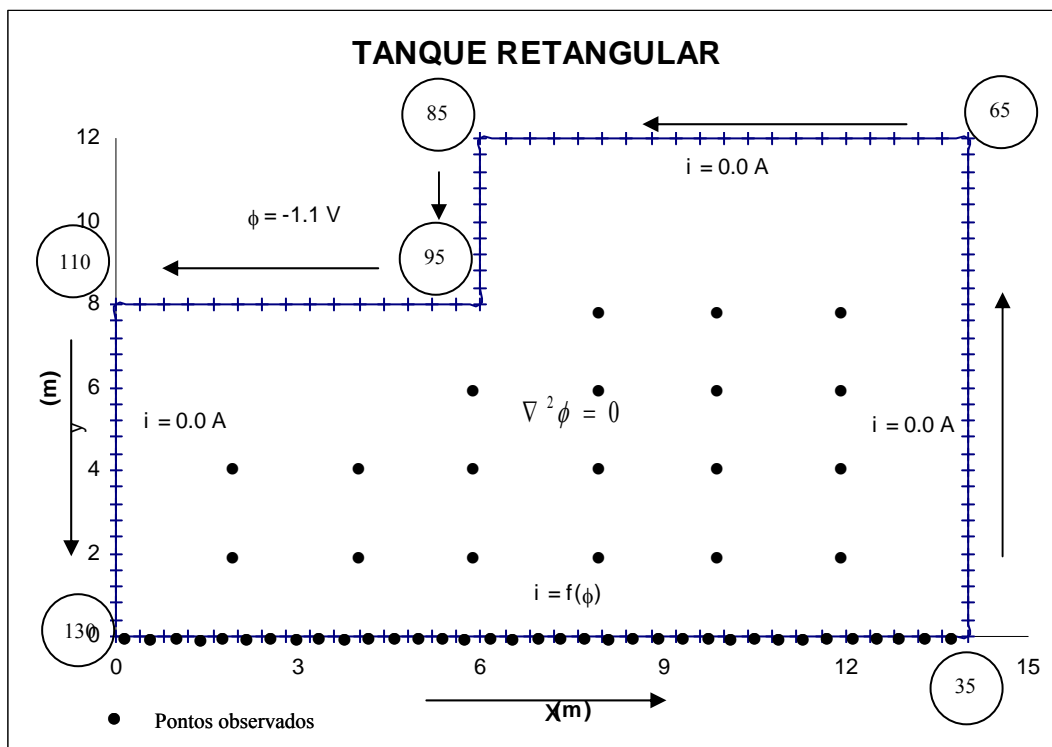 TANQUE RETANGULAR
85
65
12
i = 0.0 A
10
ϕ = -1.1 V
110
95
8
6
y (m)
i = 0.0 A
∇ ² ϕ = 0
i = 0.0 A
4
2
i = f(ϕ)
130
0
0
3
6
9
12
15
35
X(m)
Pontos observados